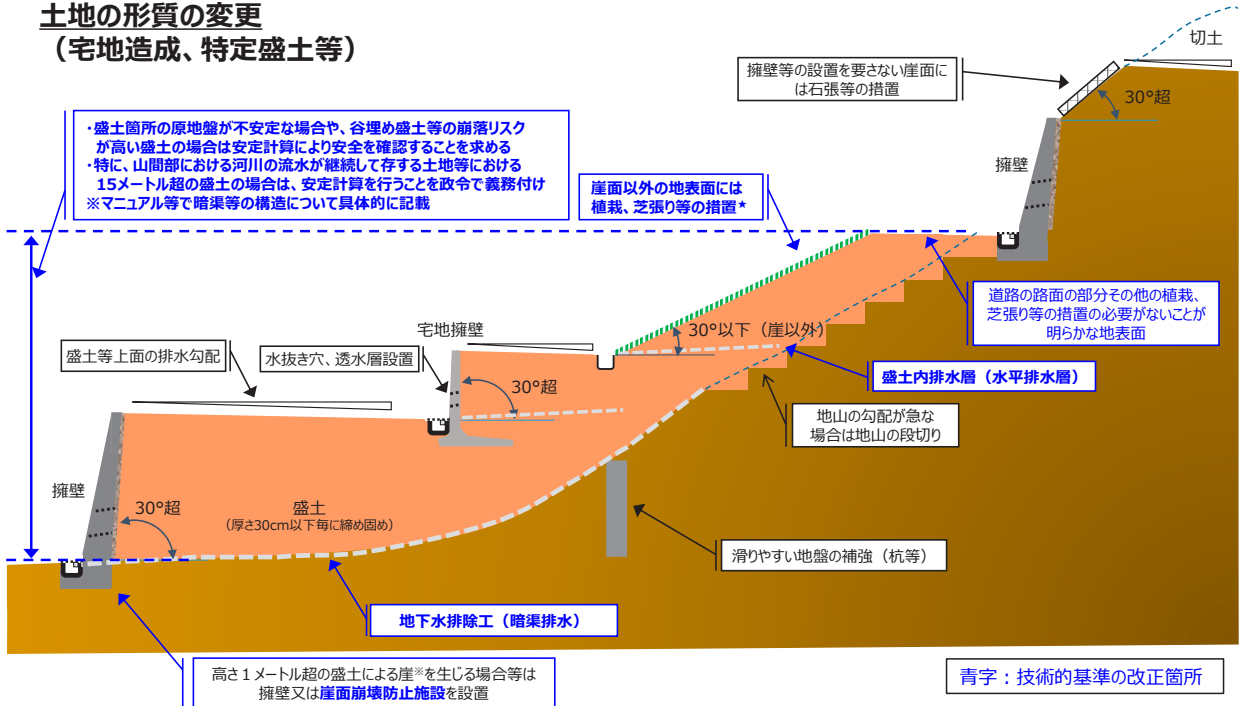 土地の形質の変更
（宅地造成、特定盛土等）
切土
擁壁等の設置を要さない崖面に
は石張等の措置
30°超
・盛土箇所の原地盤が不安定な場合や、谷埋め盛土等の崩落リスク
が高い盛土の場合は安定計算により安全を確認することを求める
・特に、山間部における河川の流水が継続して存する土地等における
15メートル超の盛土の場合は、安定計算を行うことを政令で義務付け
※マニュアル等で暗渠等の構造について具体的に記載
崖面以外の地表面には
植栽、芝張り等の措置★
擁壁
道路の路面の部分その他の植栽、
芝張り等の措置の必要がないことが
明らかな地表面
宅地擁壁
30°以下（崖以外）
盛土等上面の排水勾配
水抜き穴、透水層設置
30°超
盛土内排水層（水平排水層）
地山の勾配が急な
場合は地山の段切り
擁壁
30°超
盛土
（厚さ30cm以下毎に締め固め）
滑りやすい地盤の補強（杭等）
地下水排除工（暗渠排水）
高さ１メートル超の盛土による崖※を生じる場合等は
擁壁又は崖面崩壊防止施設を設置
青字：技術的基準の改正箇所